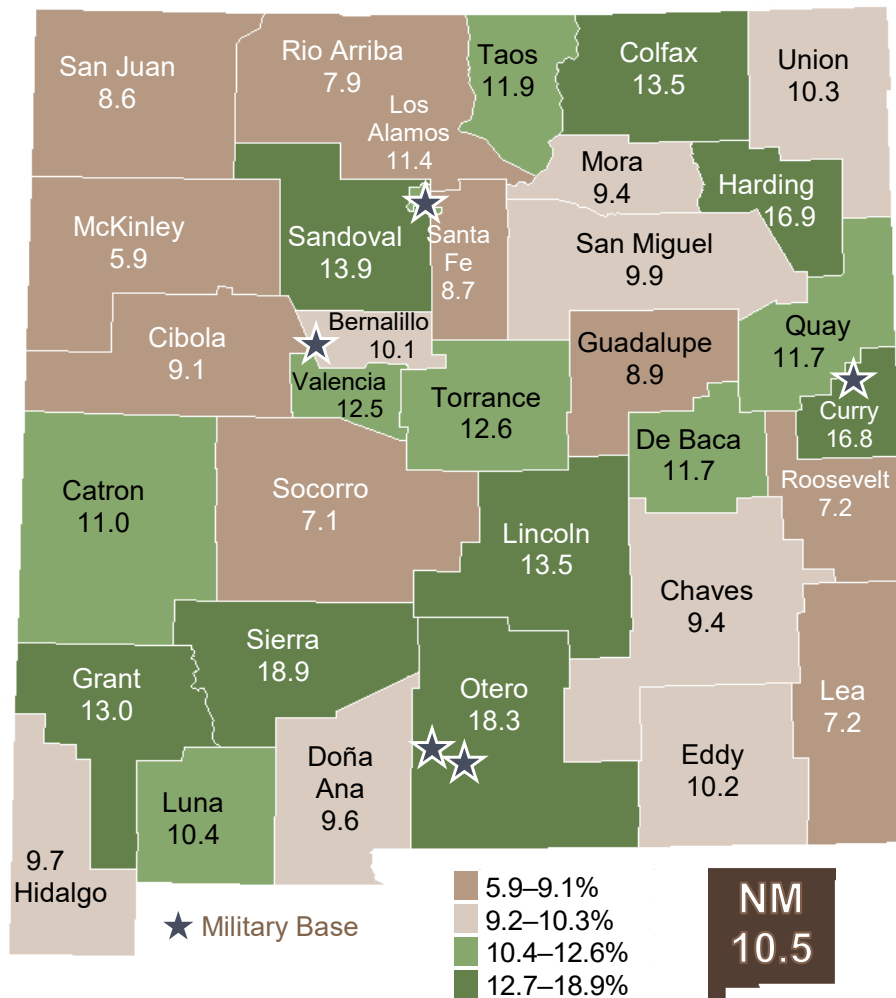 San Juan
8.6
Rio Arriba
7.9
Los
Alamos
11.4
Taos
11.9
Colfax
13.5
Union
10.3
Mora
9.4
Harding
16.9
McKinley
5.9
Sandoval
13.9
Santa
Fe
8.7
San Miguel
9.9
Cibola
9.1
Bernalillo
10.1
Valencia
12.5
Torrance
12.6
Guadalupe
8.9
Quay
11.7
Curry
16.8
De Baca
11.7
Roosevelt
7.2
Catron
11.0
Socorro
7.1
Lincoln
13.5
Chaves
9.4
Sierra
18.9
Grant
13.0
Otero
18.3
Lea
7.2
Doña
Ana
9.6
Eddy
10.2
Luna
10.4
9.7
Hidalgo
Military Base
5.9–9.1%
9.2–10.3%
10.4–12.6%
12.7–18.9%
NM
10.5